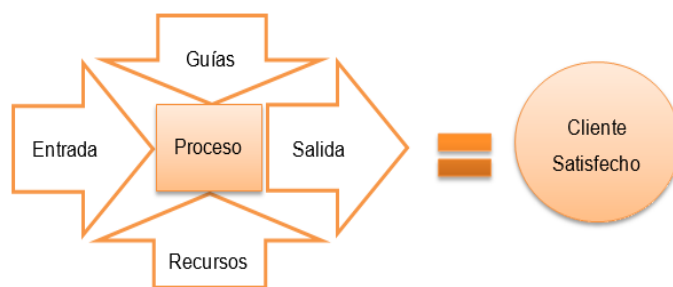 Guías
Entrada
Proceso
Salida
Recursos
Cliente
Satisfecho